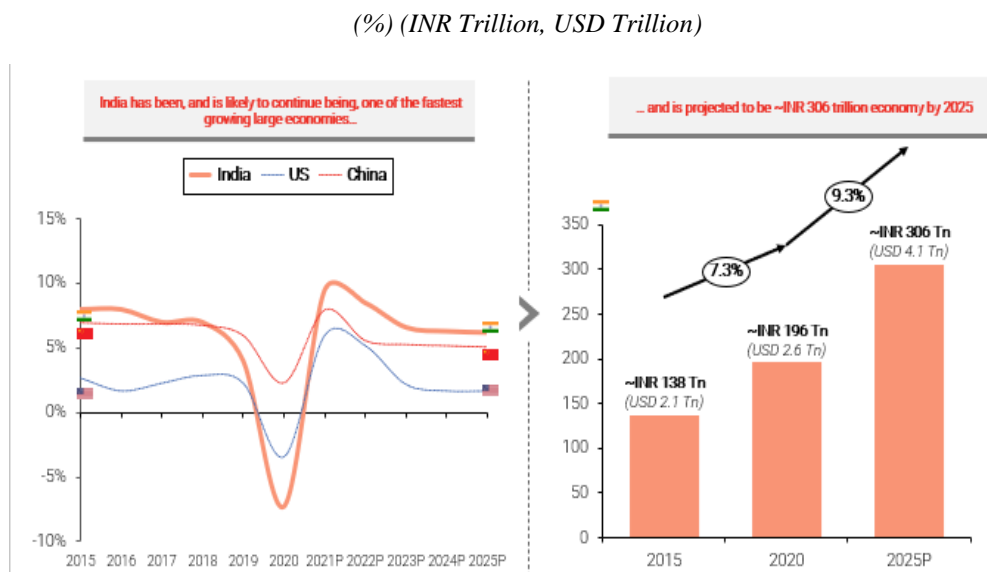 (%) (INR Trillion, USD Trillion)
India has been, and is likely to continue being, one of the fastest
growing large economies...
India US China
15%
10%
5%
0%
-5%
-10%
2015 2016 2017 2018 2019 2020 2021P 2022P 2023P 2024P 2025P
... and is projected to be ~INR 306 trillion economy by 2025
9.3%
7.3%
350
300
250
200
150
100
50
0
~INR 138 Tn
(USD 2.1 Tn)
~INR 196 Tn
(USD 2.6 Tn)
~INR 306 Tn
(USD 4.1 Tn)
2015 2020 2025P